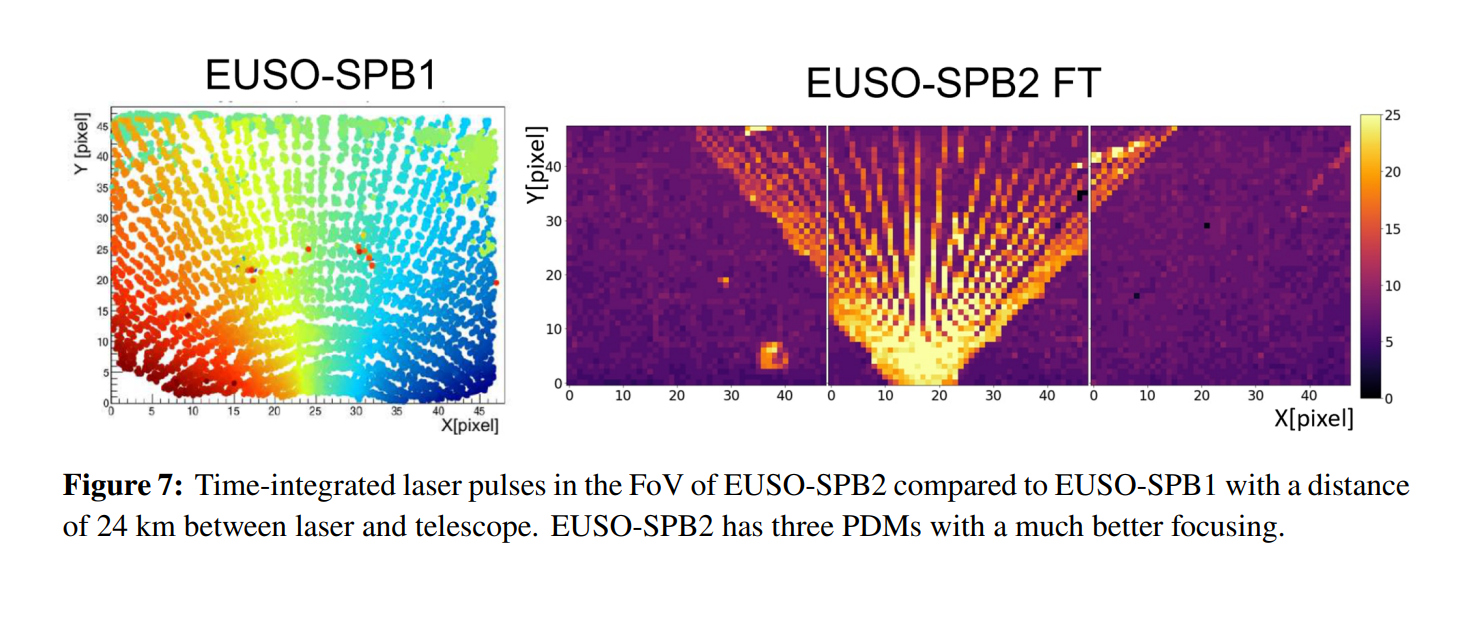 EUSO-SPB1
EUSO-SPB2 FT
Y [pixel]
45
40
35
30
25
20
15
10
5
0
0 5 10 15 20 25 30 35 40 45
X[pixel]
Y[pixel]
40
30
20
10
0
0 10 20 30 40 0 10 20 30 40 0 10 20 30 40
X[pixel]
25
20
15
10
5
0
Figure 7: Time-integrated laser pulses in the FoV of EUSO-SPB2 compared to EUSO-SPB1 with a distance
of 24 km between laser and telescope. EUSO-SPB2 has three PDMs with a much better focusing.